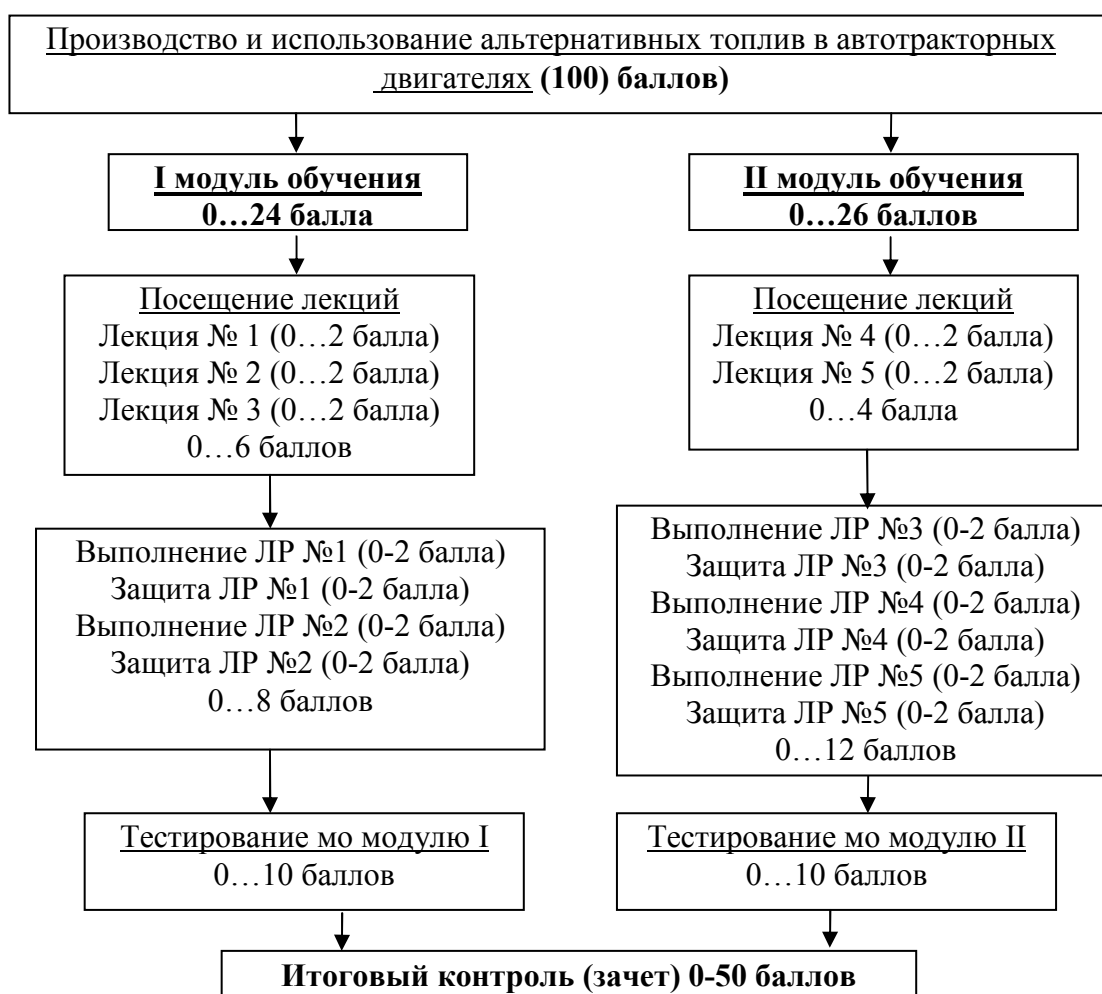 Производство и использование альтернативных топлив в автотракторных
двигателях (100) баллов)
I модуль обучения
0…24 балла
II модуль обучения
0…26 баллов
Посещение лекций
Лекция № 1 (0…2 балла)
Лекция № 2 (0…2 балла)
Лекция № 3 (0…2 балла)
0…6 баллов
Посещение лекций
Лекция № 4 (0…2 балла)
Лекция № 5 (0…2 балла)
0…4 балла
Выполнение ЛР №1 (0-2 балла)
Защита ЛР №1 (0-2 балла)
Выполнение ЛР №2 (0-2 балла)
Защита ЛР №2 (0-2 балла)
0…8 баллов
Выполнение ЛР №3 (0-2 балла)
Защита ЛР №3 (0-2 балла)
Выполнение ЛР №4 (0-2 балла)
Защита ЛР №4 (0-2 балла)
Выполнение ЛР №5 (0-2 балла)
Защита ЛР №5 (0-2 балла)
0…12 баллов
Тестирование мо модулю I
0…10 баллов
Тестирование мо модулю II
0…10 баллов
Итоговый контроль (зачет) 0-50 баллов